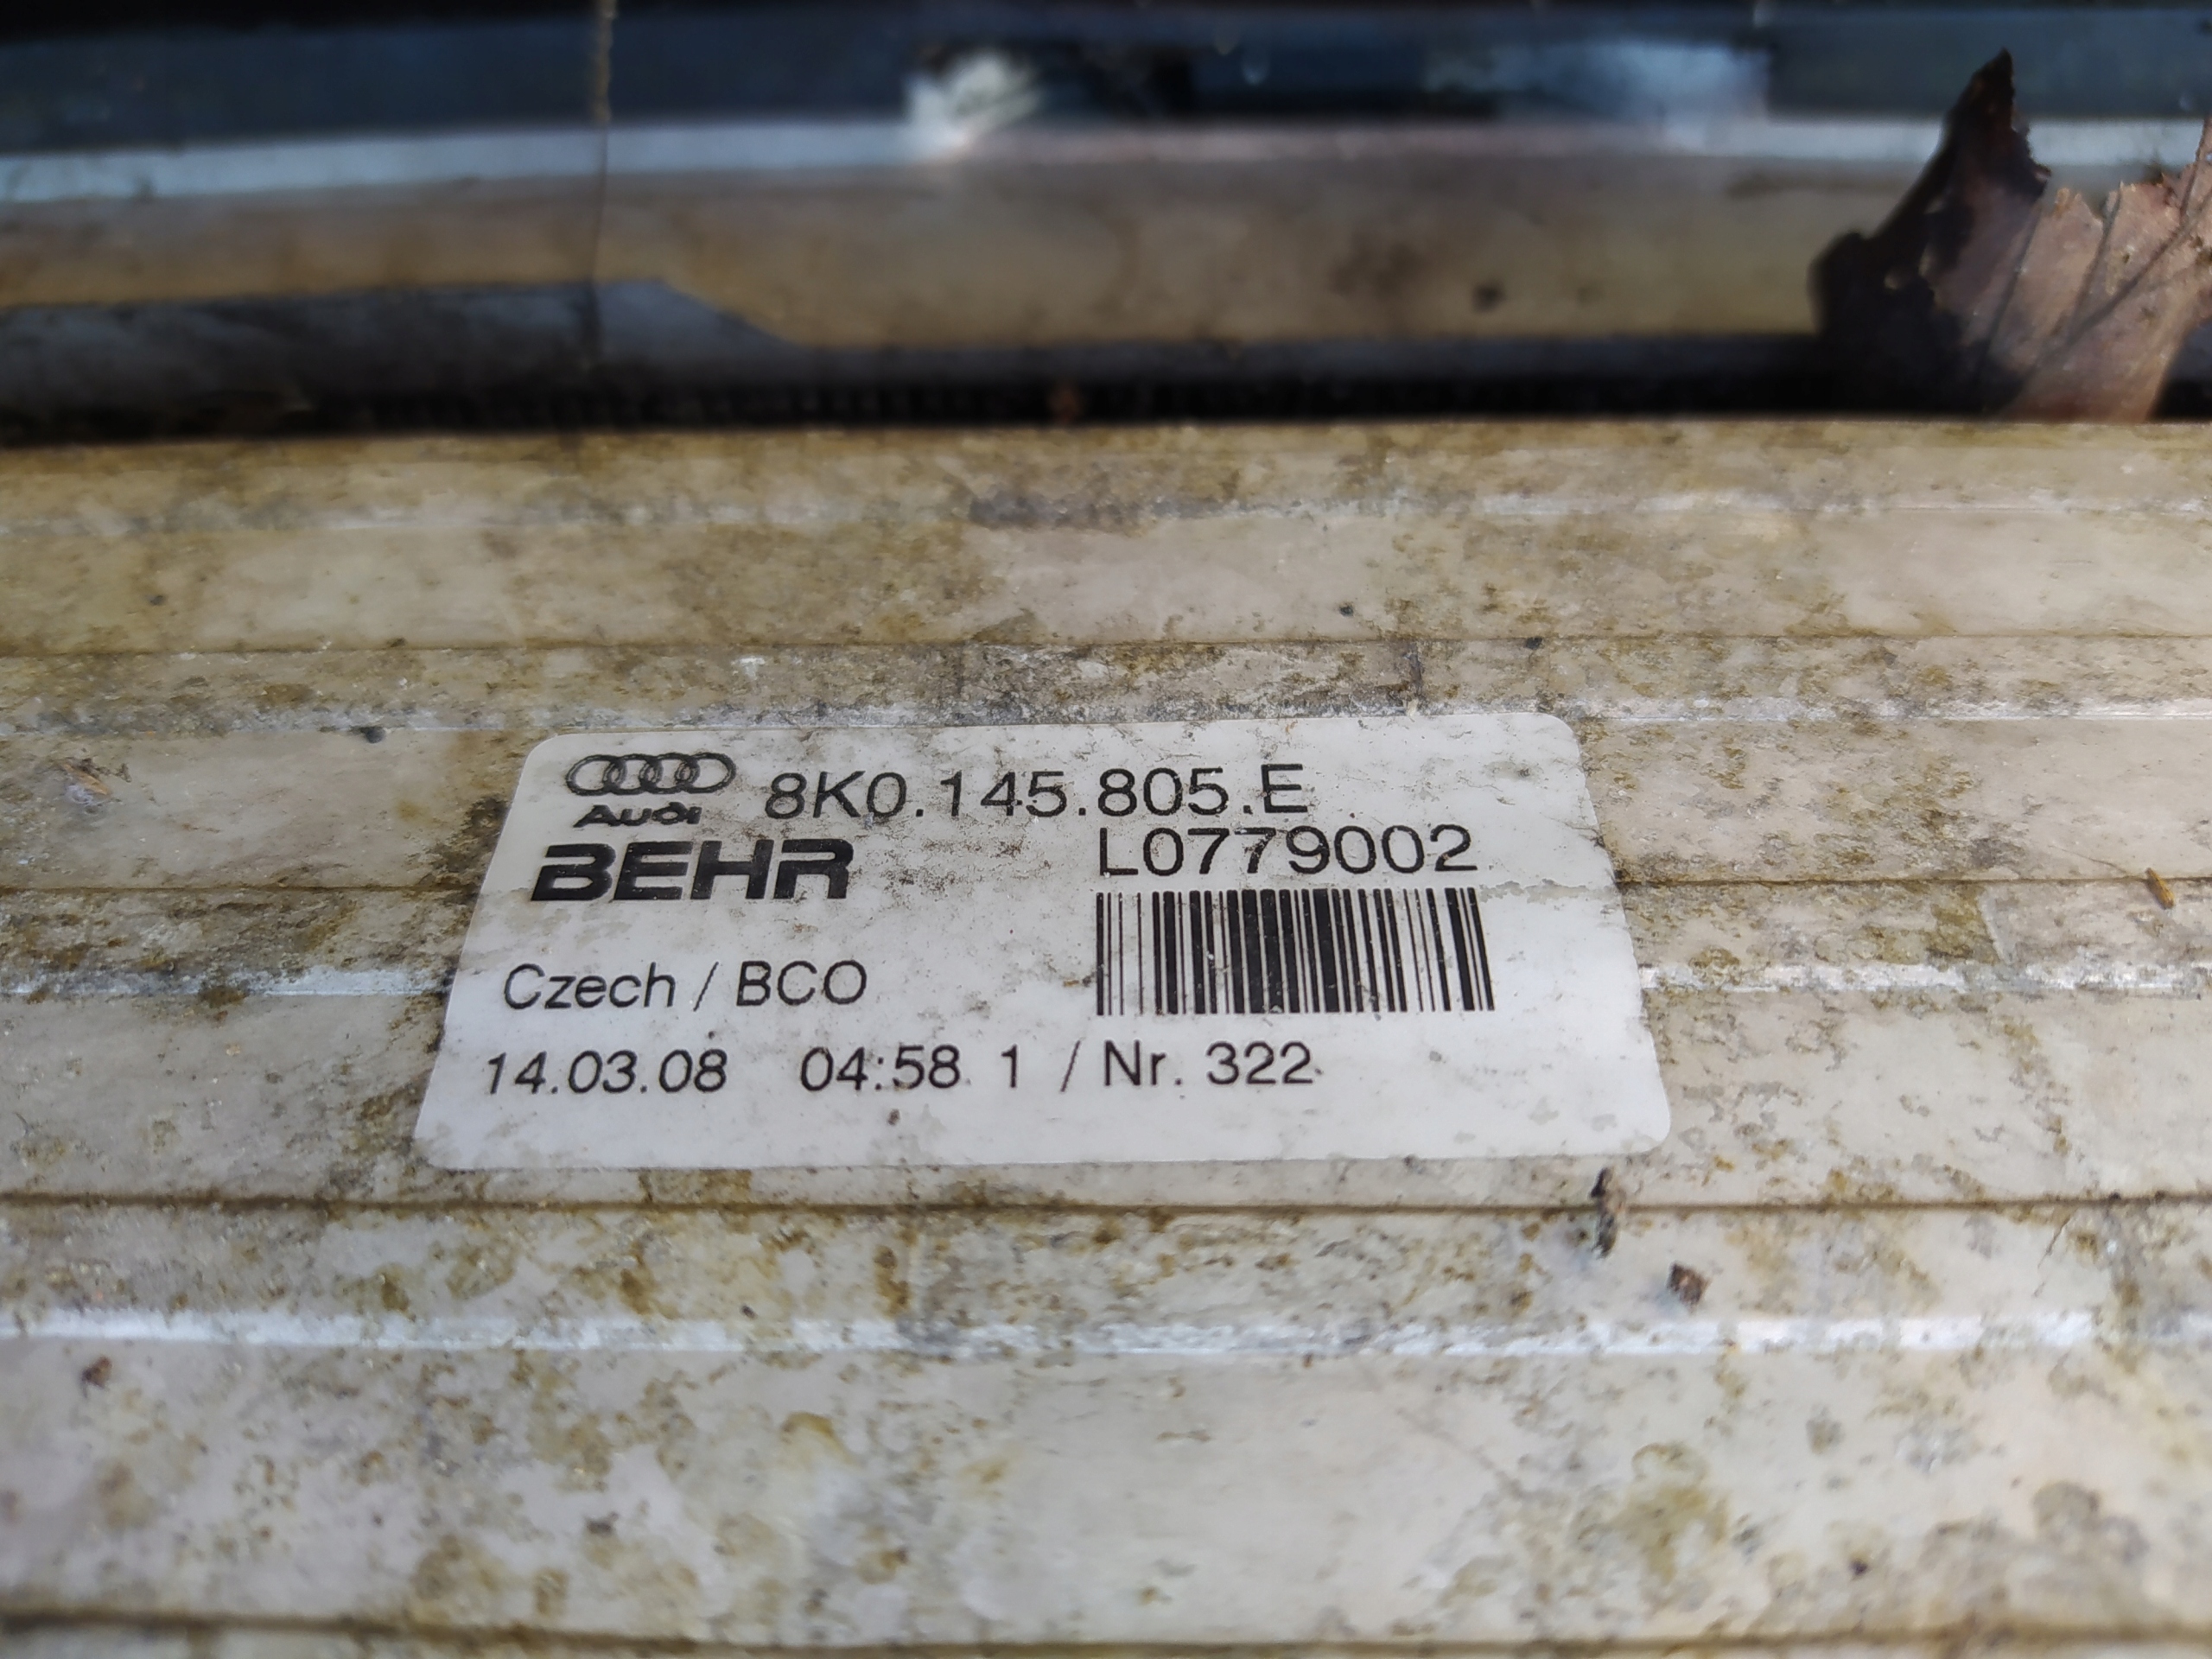 Audi 8K0.145.805.E
BEHR L0779002
Czech / BCO
14.03.08 04:58 1 / Nr. 322